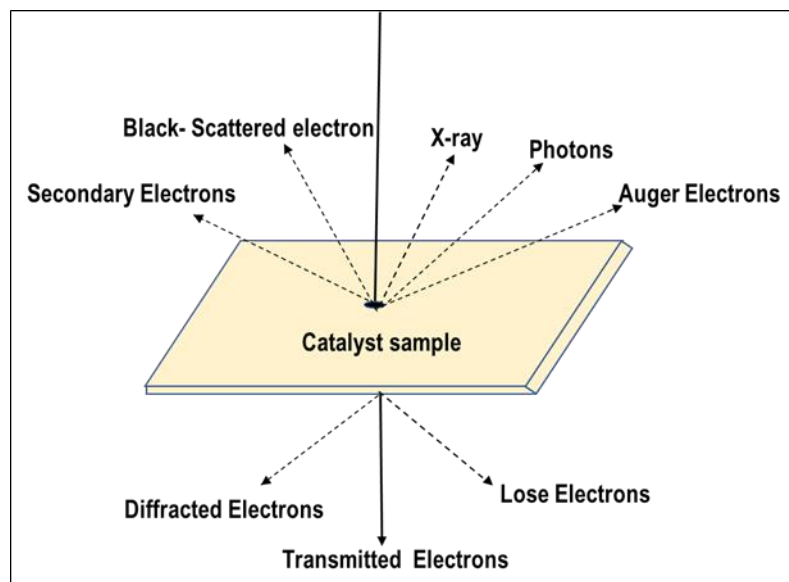 Black- Scattered electron
X-ray
Photons
Secondary Electrons
Auger Electrons
Catalyst sample
Diffracted Electrons
Lose Electrons
Transmitted Electrons